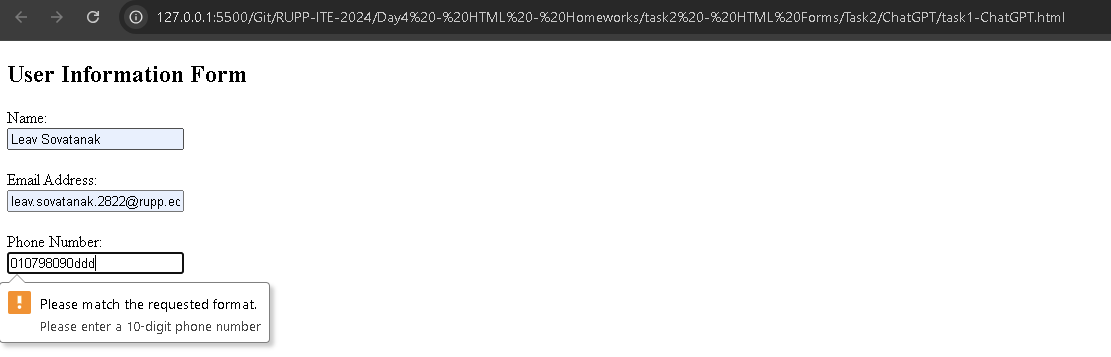 127.0.0.1:5500/Git/RUPP-ITE-2024/Day4%20-%20HTML%20-%20Homeworks/task2%20-%20HTML%20Forms/Task2/ChatGPT/task1-ChatGPT.html
User Information Form
Name:
Leav Sovatanak
Email Address:
leav.sovatanak.2822@rupp.ec
Phone Number:
010798090ddd
Please match the requested format.
Please enter a 10-digit phone number